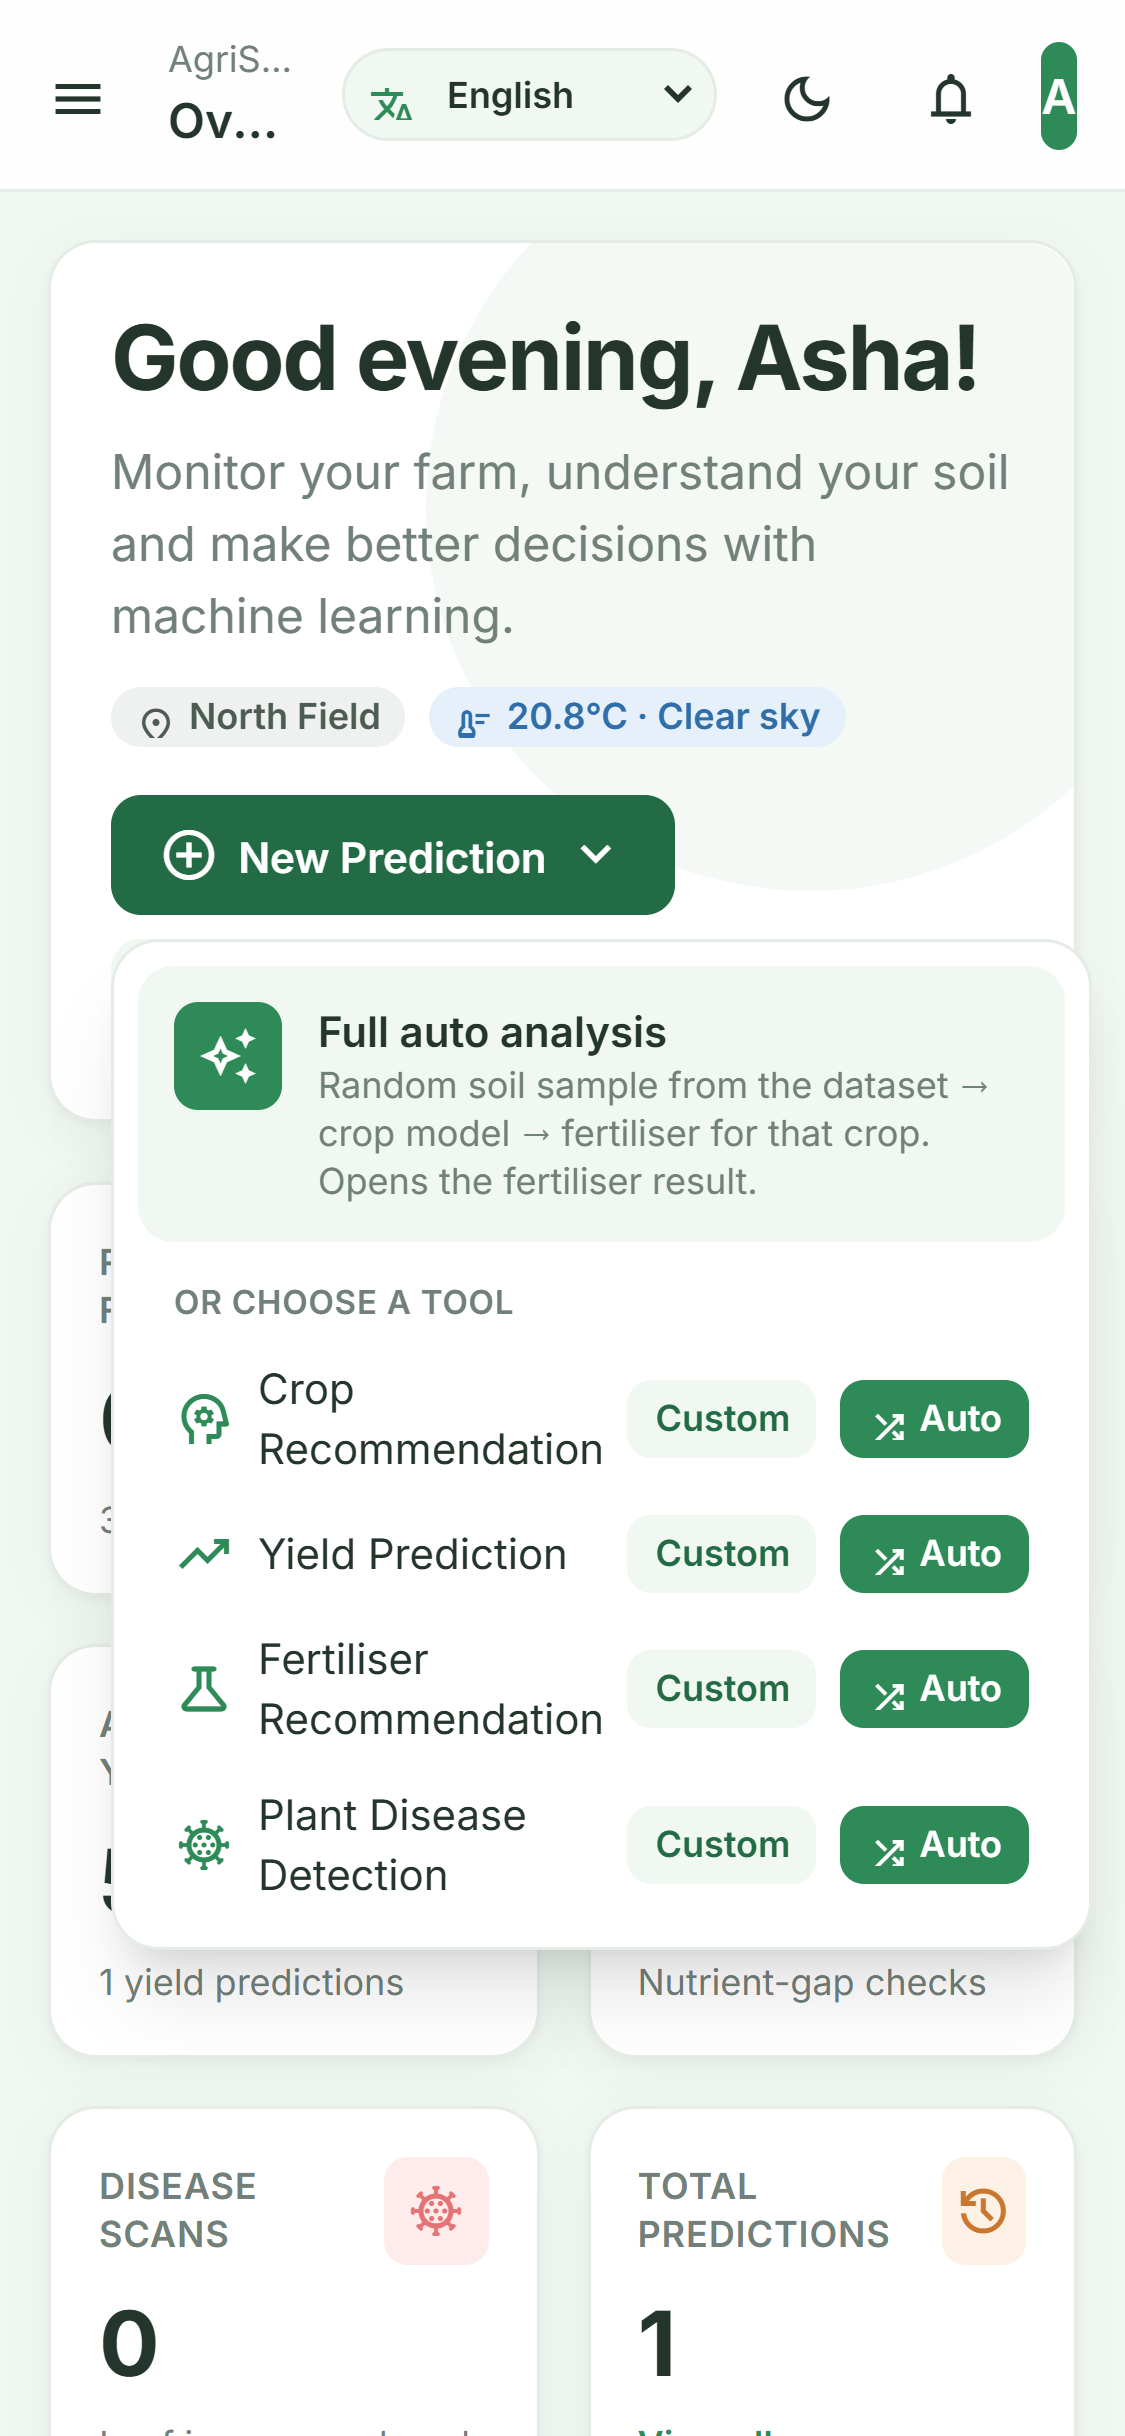 AgriS...
Ov...
English
A
Good evening, Asha!
Monitor your farm, understand your soil
and make better decisions with
machine learning.
North Field
20.8°C · Clear sky
New Prediction
Full auto analysis
Random soil sample from the dataset →
crop model → fertiliser for that crop.
Opens the fertiliser result.
OR CHOOSE A TOOL
Crop
Recommendation
Custom
Auto
Yield Prediction
Custom
Auto
Fertiliser
Recommendation
Custom
Auto
Plant Disease
Detection
Custom
Auto
1 yield predictions
Nutrient-gap checks
DISEASE
SCANS
0
TOTAL
PREDICTIONS
1